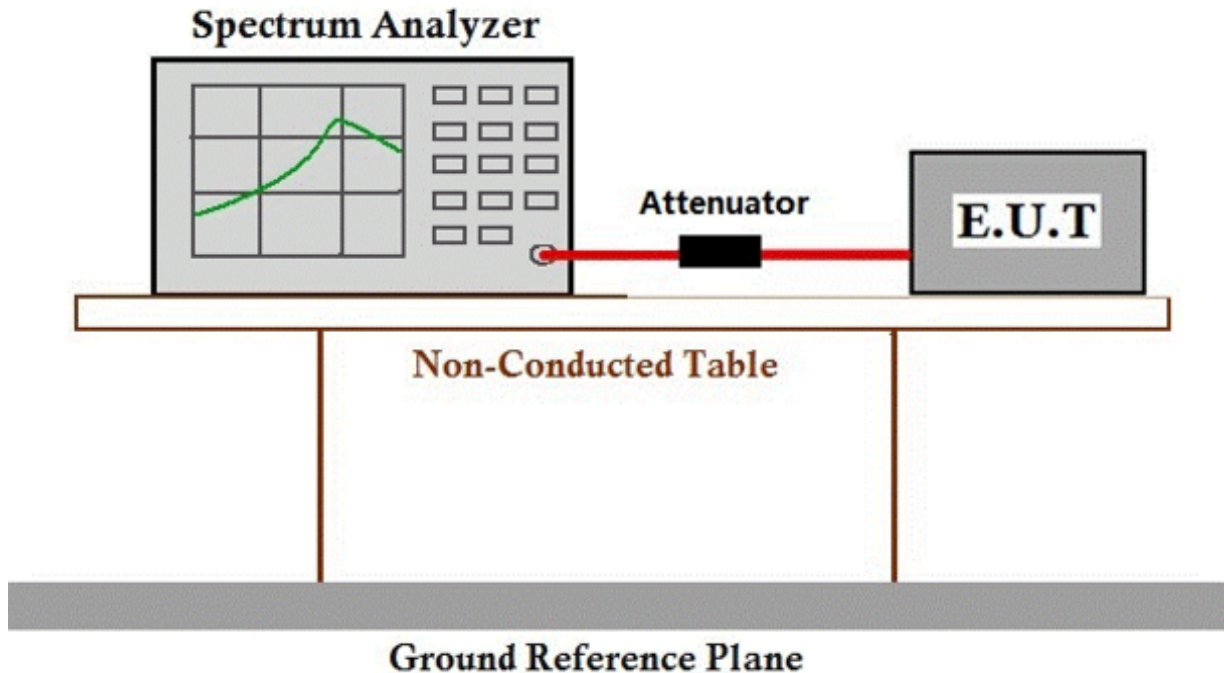 Spectrum Analyzer
Attenuator
E.U.T
Non-Conducted Table
Ground Reference Plane